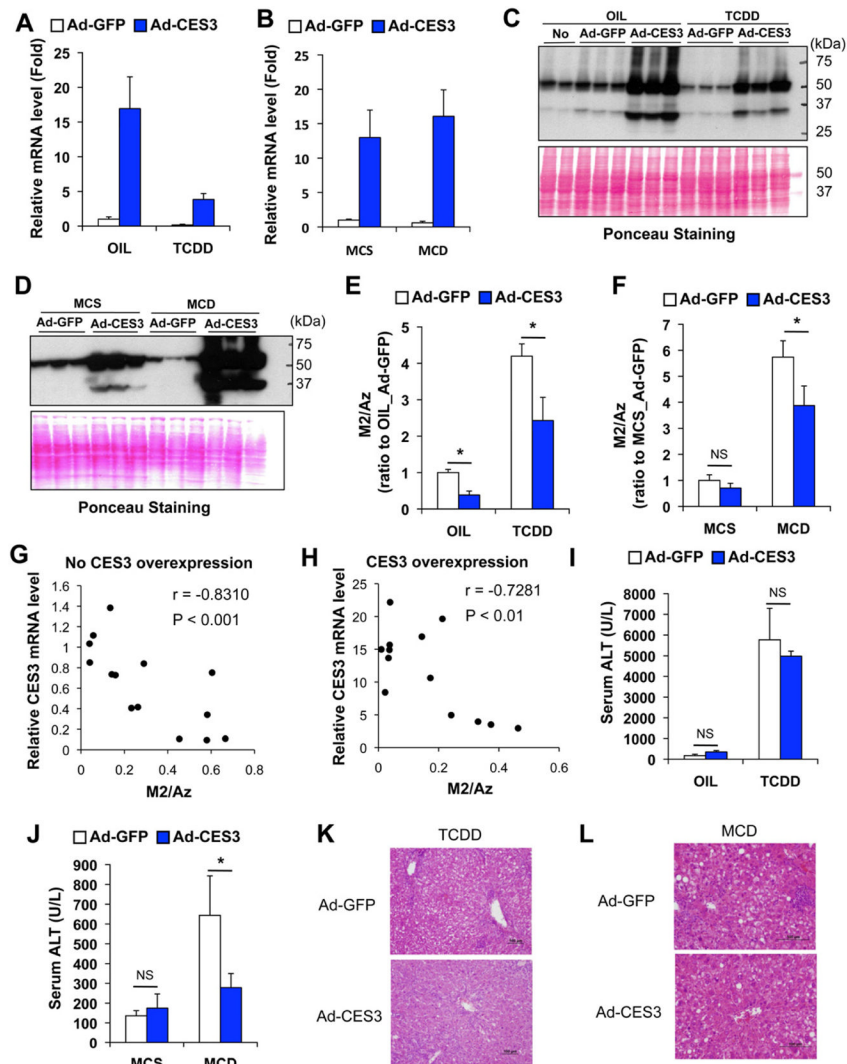 A
Ad-GFP Ad-CES3
Relative mRNA level (Fold)
25
20
15
10
5
0
OIL TCDD
B
Ad-GFP Ad-CES3
Relative mRNA level (Fold)
25
20
15
10
5
0
MCS MCD
C
OIL TCDD
No Ad-GFP Ad-CES3 Ad-GFP Ad-CES3
(kDa)
75
50
37
25
50
37
Ponceau Staining
D
MCS MCD
Ad-GFP Ad-CES3 Ad-GFP Ad-CES3
(kDa)
75
50
37
Ponceau Staining
E
Ad-GFP Ad-CES3
M2/Az
(ratio to OIL_Ad-GFP)
5
4
3
2
1
0
* *
OIL TCDD
F
Ad-GFP Ad-CES3
M2/Az
(ratio to MCS_Ad-GFP)
7
6
5
4
3
2
1
0
NS *
MCS MCD
G
No CES3 overexpression
r = -0.8310
P < 0.001
Relative CES3 mRNA level
1.6
1.4
1.2
1
0.8
0.6
0.4
0.2
0
0 0.2 0.4 0.6 0.8
M2/Az
H
CES3 overexpression
r = -0.7281
P < 0.01
Relative CES3 mRNA level
25
20
15
10
5
0
0 0.2 0.4 0.6
M2/Az
I
Ad-GFP Ad-CES3
Serum ALT (U/L)
8000
7000
6000
5000
4000
3000
2000
1000
0
NS NS
OIL TCDD
J
Ad-GFP Ad-CES3
Serum ALT (U/L)
900
800
700
600
500
400
300
200
100
0
NS *
MCS MCD
K
TCDD
Ad-GFP
Ad-CES3
L
MCD
Ad-GFP
Ad-CES3